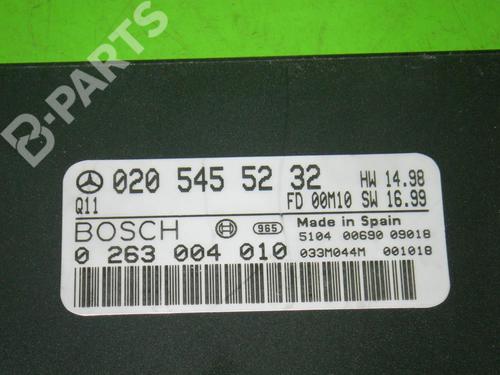 B-PARTS
020 545 52 32 HW 14.98
Q11 FD 00M10 SW 16.99
BOSCH 965 Made in Spain
5104 00690 09018
0 263 004 010 033M044M 001018